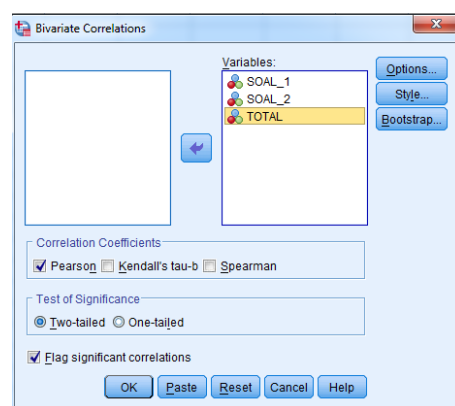 Bivariate Correlations
X
Variables:
SOAL_1
SOAL_2
TOTAL
Options...
Style...
Bootstrap...
Correlation Coefficients
Pearson Kendall's tau-b Spearman
Test of Significance
Two-tailed One-tailed
Flag significant correlations
OK Paste Reset Cancel Help